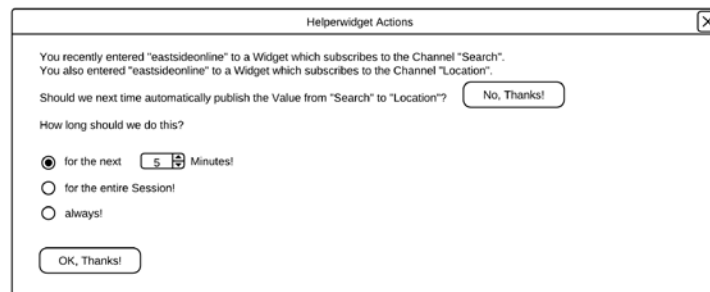 Helperwidget Actions
You recently entered "eastsideonline" to a Widget which subscribes to the Channel "Search".
You also entered "eastsideonline" to a Widget which subscribes to the Channel "Location".
Should we next time automatically publish the Value from "Search" to "Location"? No, Thanks!
How long should we do this?
for the next 5 Minutes!
for the entire Session!
always!
OK, Thanks!